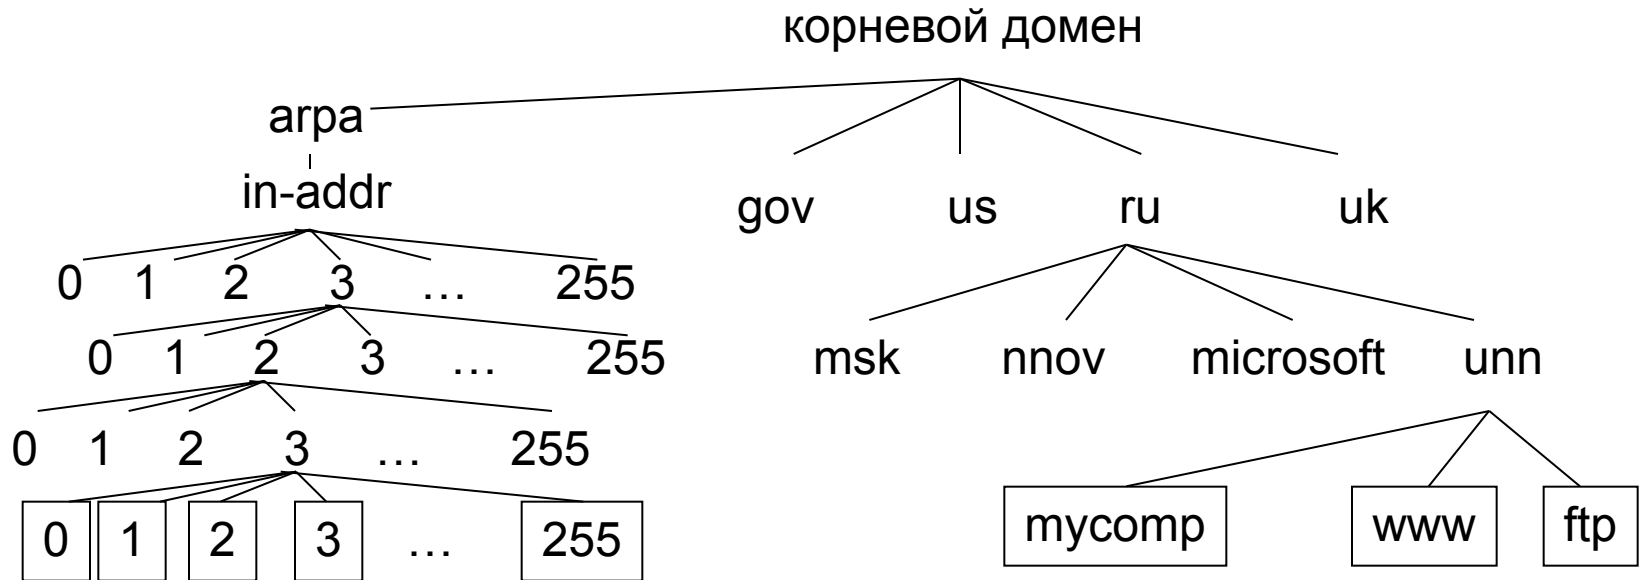 корневой домен
arpa
in-addr
gov us ru uk
0 1 2 3 … 255
0 1 2 3 … 255
msk nnov microsoft unn
0 1 2 3 … 255
0 1 2 3 … 255
mycomp www ftp